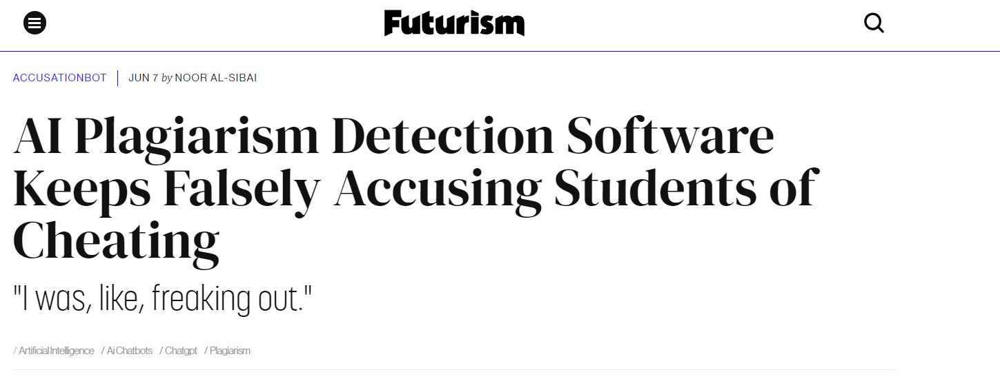 Futurism
ACCUSATIONBOT JUN 7 by NOOR AL-SIBAI
AI Plagiarism Detection Software
Keeps Falsely Accusing Students of
Cheating
"I was, like, freaking out."
/ Artificial Intelligence / Ai Chatbots / Chatgpt / Plagiarism